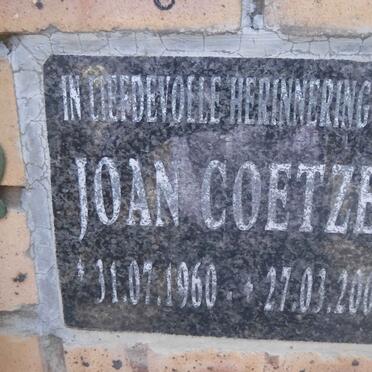 IN LIEFDEVOLLE HERINNERING
JOAN COETZE
* 31.07.1960 + 27.03.200